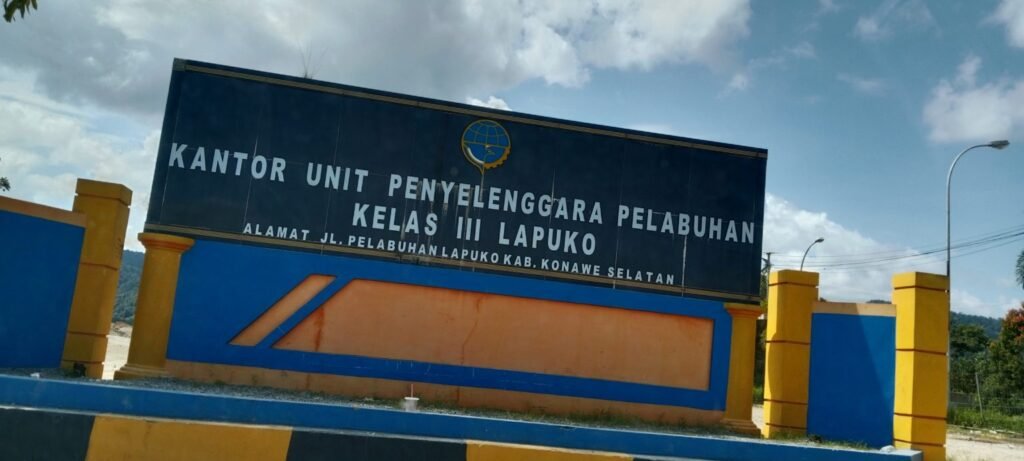 KANTOR UNIT PENYELENGGARA PELABUHAN
KELAS III LAPUKO
ALAMAT JL. PELABUHAN LAPUKO KAB. KONAWE SELATAN